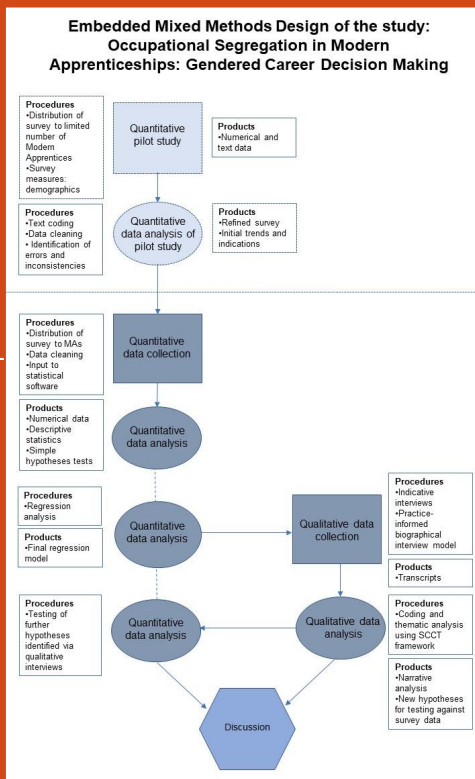 Embedded Mixed Methods Design of the study:
Occupational Segregation in Modern
Apprenticeships: Gendered Career Decision Making
Procedures
•Distribution of
survey to limited
number of
Modern
Apprentices
•Survey
measures:
demographics
Quantitative
pilot study
Products
•Numerical and
text data
Procedures
•Text coding
•Data cleaning
• Identification of
errors and
inconsistencies
Quantitative
data analysis of
pilot study
Products
•Refined survey
•Initial trends and
indications
Procedures
•Distribution of
survey to MAs
•Data cleaning
•Input to
statistical
software
Quantitative
data collection
Products
•Numerical data
•Descriptive
statistics
•Simple
hypotheses tests
Quantitative
data analysis
Procedures
•Regression
analysis
Products
•Final regression
model
Quantitative
data analysis
Qualitative data
collection
Procedures
•Indicative
interviews
•Practice-
informed
biographical
interview model
Products
•Transcripts
Procedures
•Testing of
further
hypotheses
identified via
qualitative
interviews
Quantitative
data analysis
Qualitative data
analysis
Procedures
•Coding and
thematic analysis
using SCCT
framework
Products
•Narrative
analysis
•New hypotheses
for testing against
survey data
Discussion